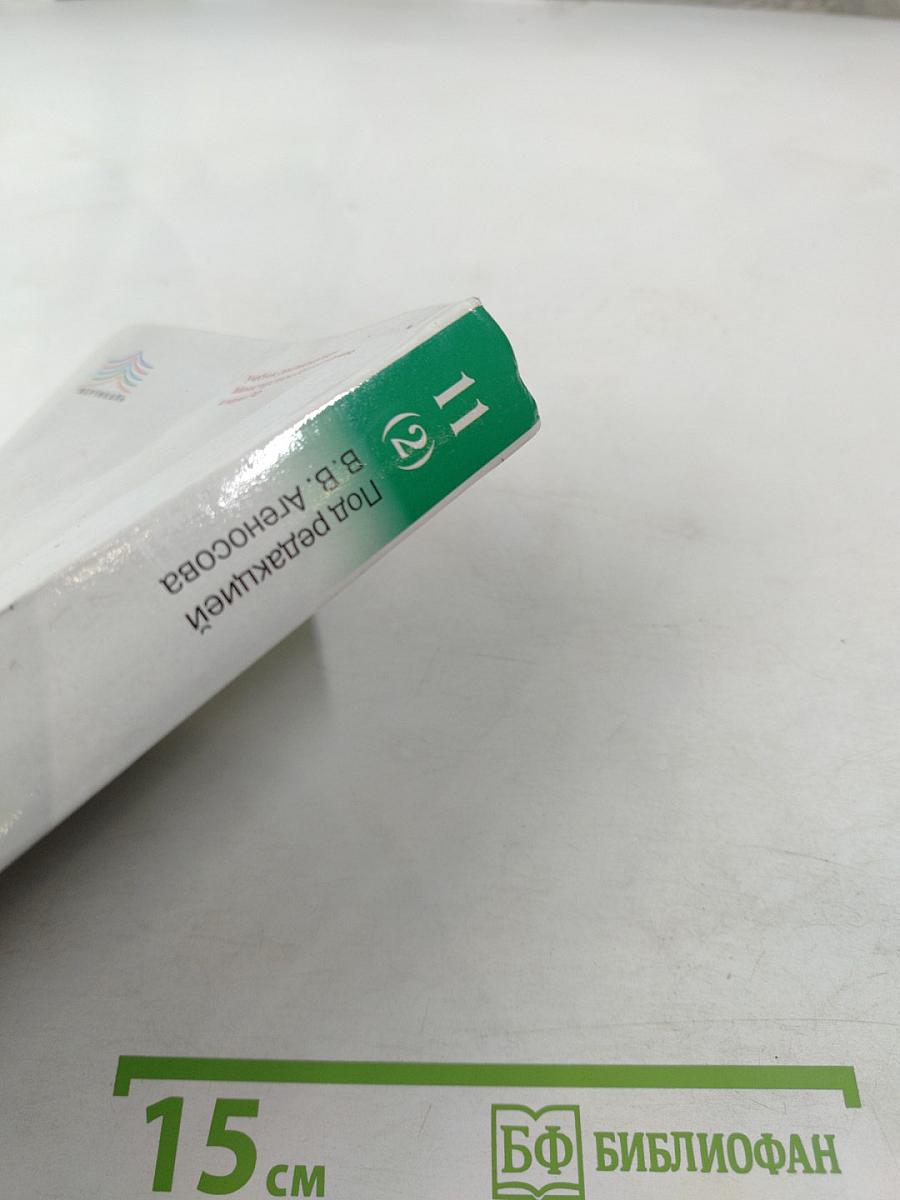 11
(2)
Под редакцией
В.В. Агеносова
15 см
БФ БИБЛИОФАН